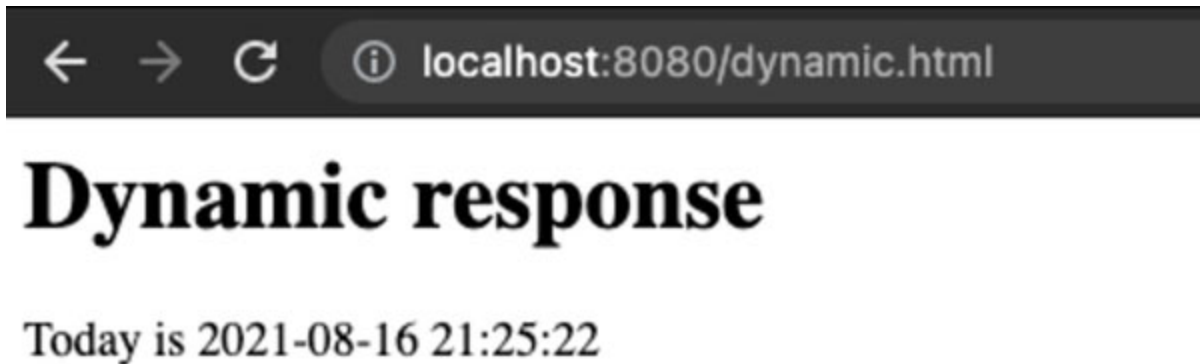 localhost:8080/dynamic.html
Dynamic response
Today is 2021-08-16 21:25:22